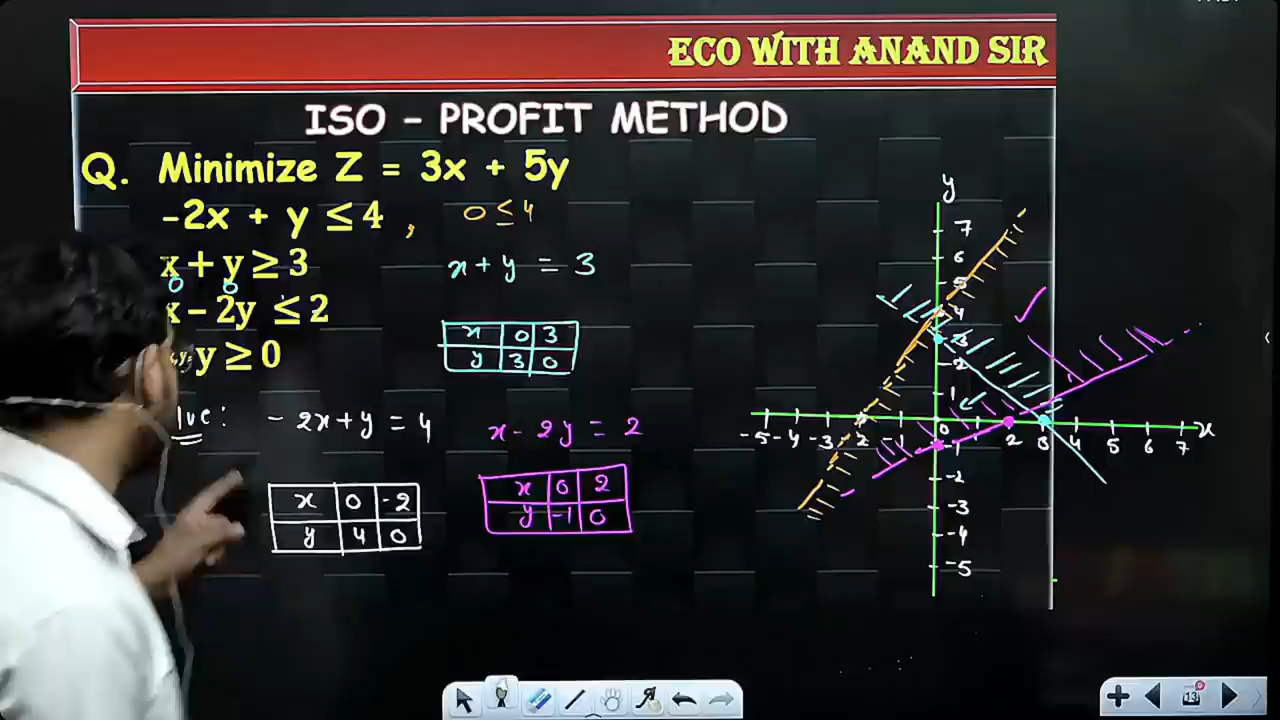 ECO WITH ANAND SIR
ISO – PROFIT METHOD
Q. Minimize Z = 3x + 5y
-2x + y ≤ 4 , 0 ≤ 4
x + y ≥ 3 x + y = 3
0 0
x - 2y ≤ 2
x 0 3
y 3 0
y ≥ 0
: - 2x + y = 4
x - 2y = 2
x 0 -2
y 4 0
x 0 2
y -1 0
y
7
6
5
4
3
2
1
-5 -4 -3 -2 -1 0 2 3 4 5 6 7 x
-1
-2
-3
-4
-5
13